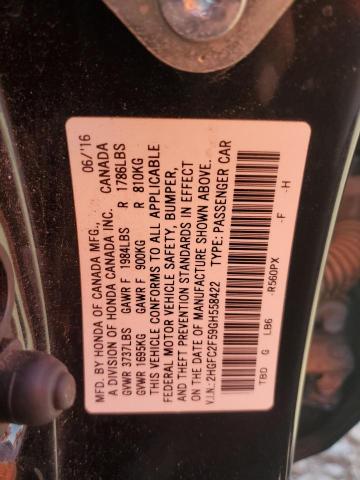 MFD. BY HONDA OF CANADA MFG., 06/'16
A DIVISION OF HONDA CANADA INC. CANADA
GVWR 3737LBS GAWR F 1984LBS R 1786LBS
GVWR 1695KG GAWR F 900KG R 810KG
THIS VEHICLE CONFORMS TO ALL APPLICABLE
FEDERAL MOTOR VEHICLE SAFETY, BUMPER,
AND THEFT PREVENTION STANDARDS IN EFFECT
ON THE DATE OF MANUFACTURE SHOWN ABOVE.
V.I.N.: 2HGFC2F59GH558422 TYPE: PASSENGER CAR
TBD G LB6 -R560PX -F -H